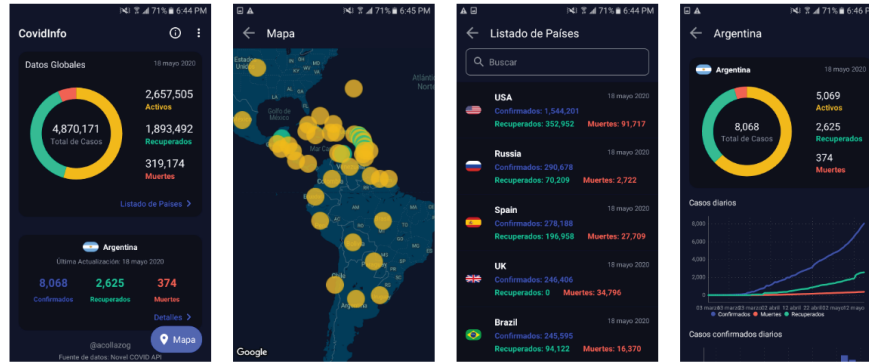 71% 6:44 PM
CovidInfo
Datos Globales
18 mayo 2020
4,870,171
Total de Casos
2,657,505
Activos
1,893,492
Recuperados
319,174
Muertes
Listado de Países >
Argentina
Última Actualización: 18 mayo 2020
8,068
2,625
374
Confirmados
Recuperados
Muertes
Detalles >
@acollazog
Mapa
Fuente de datos: Novel COVID API
71% 6:45 PM
Mapa
Estados
Unidos
Golfo de
México
Atlántic
Norte
Google
71% 6:44 PM
Listado de Países
Buscar
USA
18 mayo 2020
Confirmados: 1,544,201
Recuperados: 352,952 Muertes: 91,717
Russia
18 mayo 2020
Confirmados: 290,678
Recuperados: 70,209 Muertes: 2,722
Spain
18 mayo 2020
Confirmados: 278,188
Recuperados: 196,958 Muertes: 27,709
UK
18 mayo 2020
Confirmados: 246,406
Recuperados: 0 Muertes: 34,796
Brazil
18 mayo 2020
Confirmados: 245,595
Recuperados: 94,122 Muertes: 16,370
71% 6:46 P
Argentina
Argentina
18 mayo 2020
8,068
Total de Casos
5,069
Activos
2,625
Recuperados
374
Muertes
Casos diarios
8,000
6,000
4,000
2,000
0
Confirmados Muertes Recuperados
Casos confirmados diarios